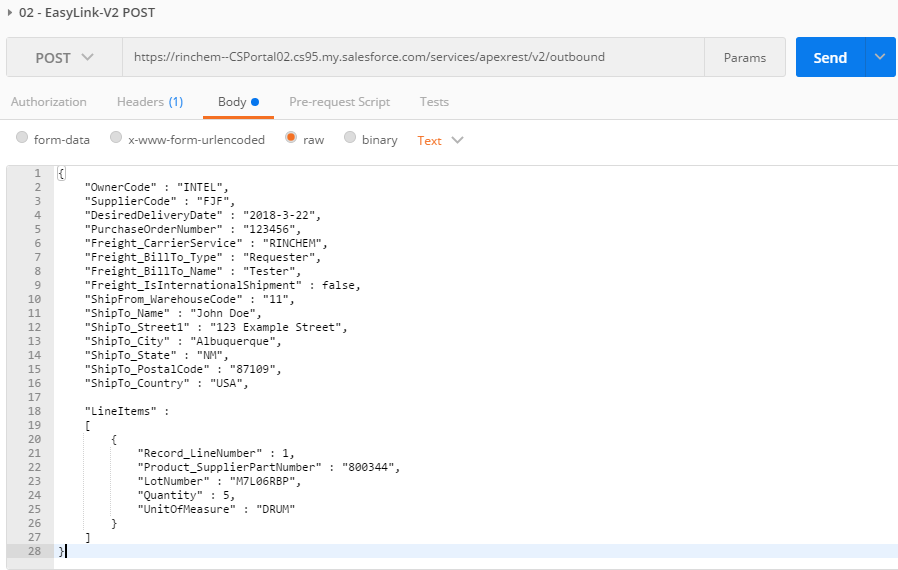 02 - EasyLink-V2 POST
POST https://rinchem--CSPortal02.cs95.my.salesforce.com/services/apexrest/v2/outbound Params Send
Authorization Headers (1) Body Pre-request Script Tests
form-data x-www-form-urlencoded raw binary Text
1 {
2 "OwnerCode" : "INTEL",
3 "SupplierCode" : "FJF",
4 "DesiredDeliveryDate" : "2018-3-22",
5 "PurchaseOrderNumber" : "123456",
6 "Freight_CarrierService" : "RINCHEM",
7 "Freight_BillTo_Type" : "Requester",
8 "Freight_BillTo_Name" : "Tester",
9 "Freight_IsInternationalShipment" : false,
10 "ShipFrom_WarehouseCode" : "11",
11 "ShipTo_Name" : "John Doe",
12 "ShipTo_Street1" : "123 Example Street",
13 "ShipTo_City" : "Albuquerque",
14 "ShipTo_State" : "NM",
15 "ShipTo_PostalCode" : "87109",
16 "ShipTo_Country" : "USA",
17
18 "LineItems" :
19 [
20 {
21 "Record_LineNumber" : 1,
22 "Product_SupplierPartNumber" : "800344",
23 "LotNumber" : "M7L06RBP",
24 "Quantity" : 5,
25 "UnitOfMeasure" : "DRUM"
26 }
27 ]
28 }